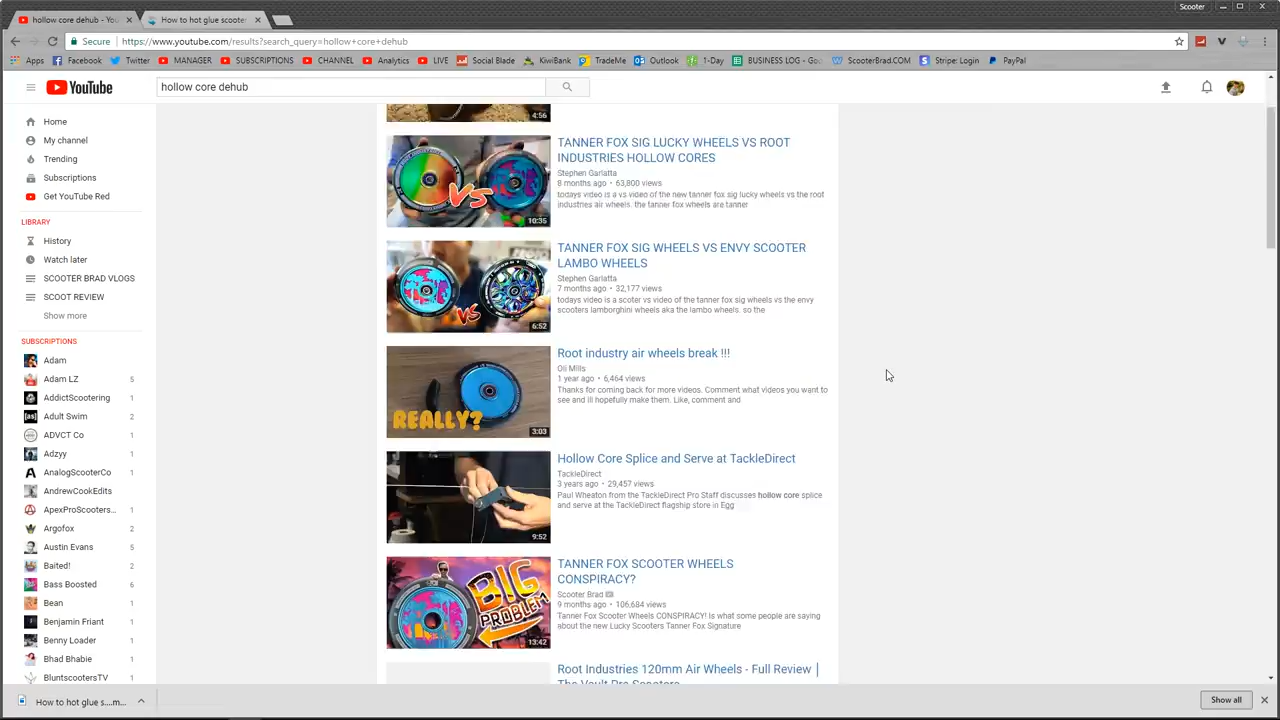 Scooter
hollow core dehub - You
How to hot glue scooter
Secure
https://www.youtube.com/results?search_query=hollow+core+dehub
Apps
Facebook
Twitter
MANAGER
SUBSCRIPTIONS
CHANNEL
Analytics
LIVE
Social Blade
KiwiBank
TradeMe
Outlook
1-Day
BUSINESS LOG - Goo
ScooterBrad.COM
Stripe: Login
PayPal
YouTube
hollow core dehub
Home
My channel
Trending
Subscriptions
Get YouTube Red
LIBRARY
History
Watch later
SCOOTER BRAD VLOGS
SCOOT REVIEW
Show more
SUBSCRIPTIONS
Adam
Adam LZ 5
AddictScootering 1
Adult Swim 2
ADVCT Co 1
Adzyy 1
AnalogScooterCo 1
AndrewCookEdits 1
ApexProScooters... 1
Argofox 2
Austin Evans 5
Baited! 2
Bass Boosted 6
Bean 1
Benjamin Friant 1
Benny Loader 1
Bhad Bhabie 1
BluntscootersTV 1
4:56
VS
10:35
TANNER FOX SIG LUCKY WHEELS VS ROOT
INDUSTRIES HOLLOW CORES
Stephen Garlatta
8 months ago • 63,800 views
todays video is a vs video of the new tanner fox sig lucky wheels vs the root
industries air wheels. the tanner fox wheels are tanner
VS
6:52
TANNER FOX SIG WHEELS VS ENVY SCOOTER
LAMBO WHEELS
Stephen Garlatta
7 months ago • 32,177 views
todays video is a scoter vs video of the tanner fox sig wheels vs the envy
scooters lamborghini wheels aka the lambo wheels. so the
REALLY?
3:03
Root industry air wheels break !!!
Oli Mills
1 year ago • 6,464 views
Thanks for coming back for more videos. Comment what videos you want to
see and Ill hopefully make them. Like, comment and
9:52
Hollow Core Splice and Serve at TackleDirect
TackleDirect
3 years ago • 29,457 views
Paul Wheaton from the TackleDirect Pro Staff discusses hollow core splice
and serve at the TackleDirect flagship store in Egg
BIG
PROBLEM
13:42
TANNER FOX SCOOTER WHEELS
CONSPIRACY?
Scooter Brad
9 months ago • 106,684 views
Tanner Fox Scooter Wheels CONSPIRACY! Is what some people are saying
about the new Lucky Scooters Tanner Fox Signature
Root Industries 120mm Air Wheels - Full Review |
The Vault Pro Scooters
How to hot glue s....m...
Show all